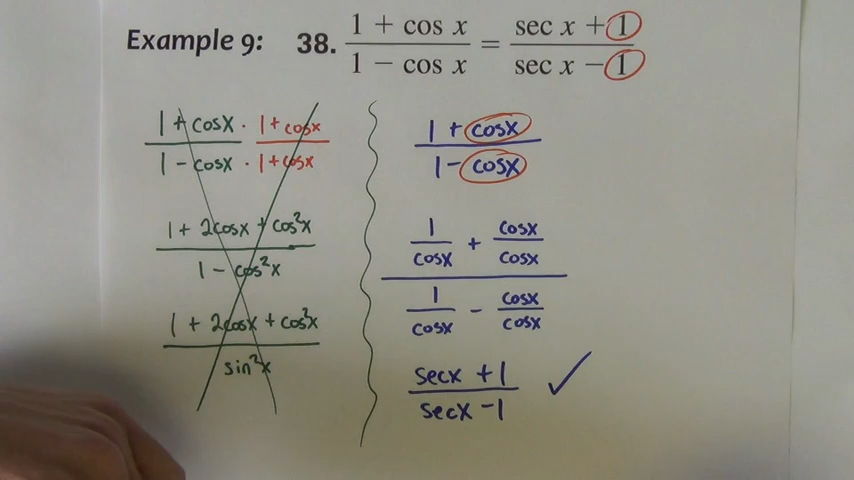 Example 9: 38. (1 + cos x)/(1 − cos x) = (sec x + 1)/(sec x − 1)
(1 + cosx)/(1 − cosx) · (1 + cosx)/(1 + cosx)
(1 + 2cosx + cos²x)/(1 − cos²x)
(1 + 2cosx + cos²x)/(sin²x)
(1 + cosx)/(1 − cosx)
(1/cosx + cosx/cosx)/(1/cosx − cosx/cosx)
(secx + 1)/(secx − 1) ✓